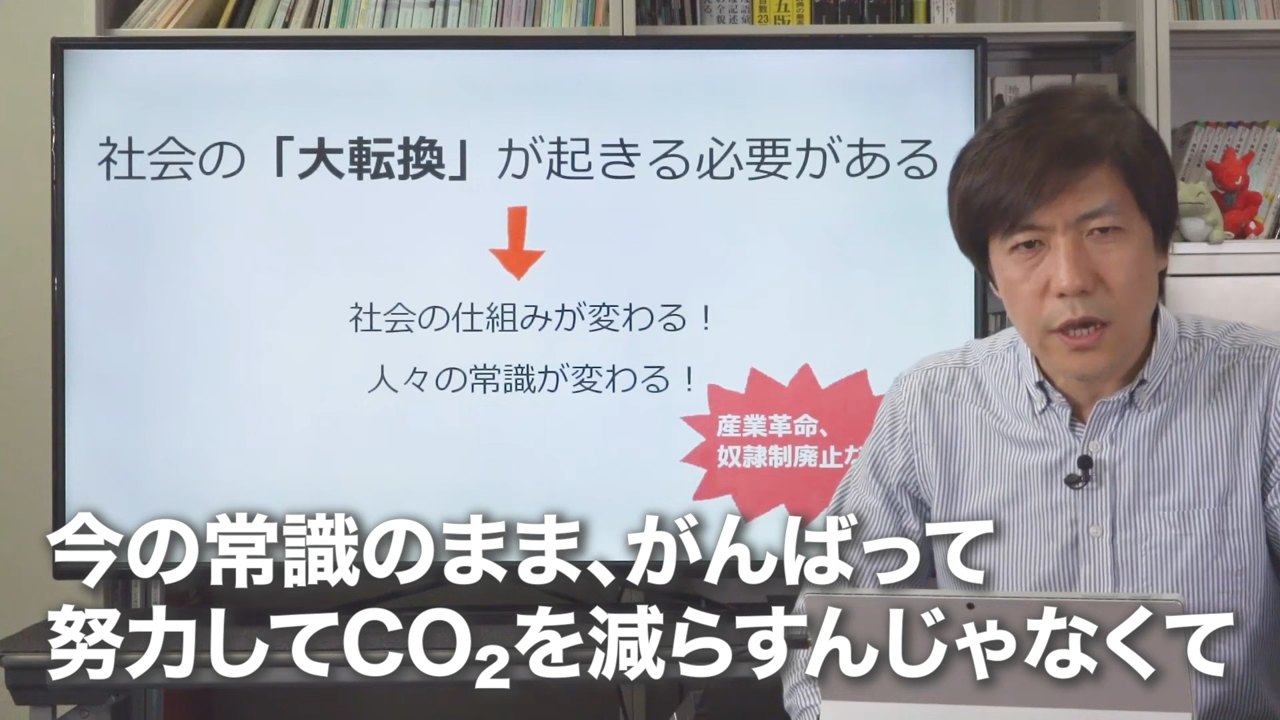 社会の「大転換」が起きる必要がある
社会の仕組みが変わる！
人々の常識が変わる！
産業革命、
奴隷制廃止
今の常識のまま、がんばって
努力してCO₂を減らすんじゃなくて